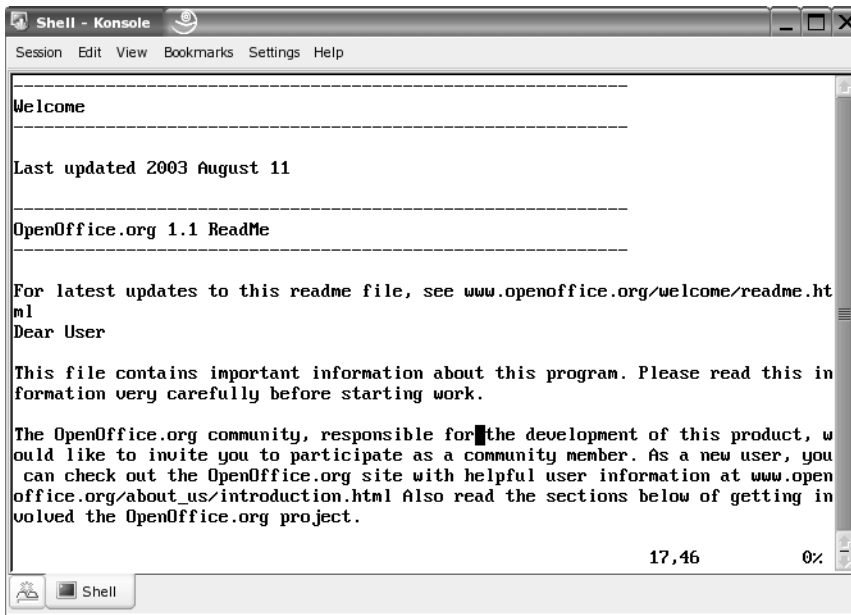 Shell - Konsole
Session Edit View Bookmarks Settings Help
------------------------------------------------------------
Welcome
------------------------------------------------------------
Last updated 2003 August 11
------------------------------------------------------------
OpenOffice.org 1.1 ReadMe
------------------------------------------------------------
For latest updates to this readme file, see www.openoffice.org/welcome/readme.ht
ml
Dear User
This file contains important information about this program. Please read this in
formation very carefully before starting work.
The OpenOffice.org community, responsible for the development of this product, w
ould like to invite you to participate as a community member. As a new user, you
can check out the OpenOffice.org site with helpful user information at www.open
office.org/about_us/introduction.html Also read the sections below of getting in
volved the OpenOffice.org project.
17,46 0%
Shell